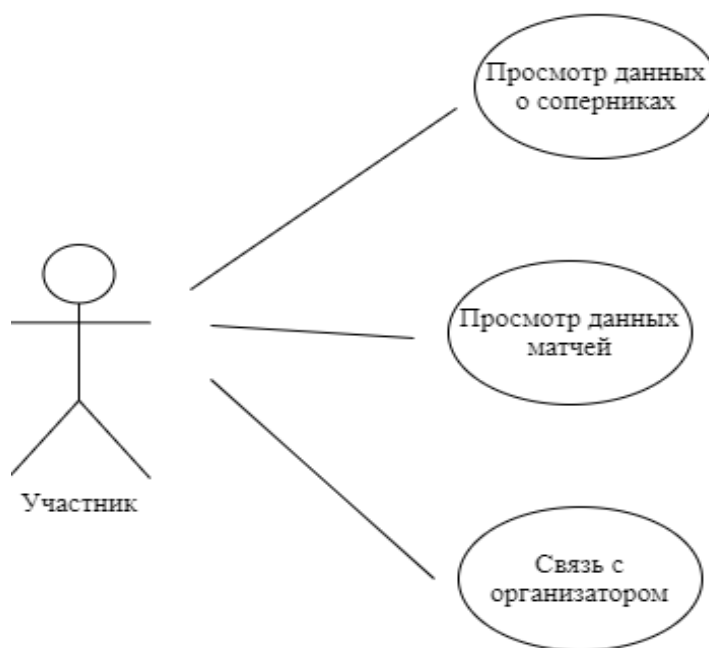 Просмотр данных
о соперниках
Просмотр данных
матчей
Участник
Связь с
организатором